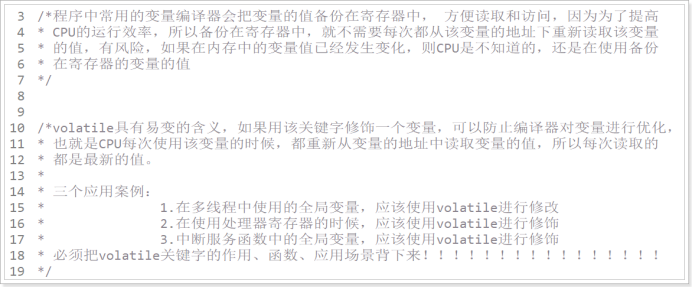 3 /*程序中常用的变量编译器会把变量的值备份在寄存器中, 方便读取和访问，因为为了提高
4 * CPU的运行效率，所以备份在寄存器中，就不需要每次都从该变量的地址下重新读取该变量
5 * 的值，有风险，如果在内存中的变量值已经发生变化，则CPU是不知道的，还是在使用备份
6 * 在寄存器的变量的值
7 */
8
9
10 /*volatile具有易变的含义，如果用该关键字修饰一个变量，可以防止编译器对变量进行优化，
11 * 也就是CPU每次使用该变量的时候，都重新从变量的地址中读取变量的值，所以每次读取的
12 * 都是最新的值。
13 *
14 * 三个应用案例：
15 * 1.在多线程中使用的全局变量，应该使用volatile进行修改
16 * 2.在使用处理器寄存器的时候，应该使用volatile进行修饰
17 * 3.中断服务函数中的全局变量，应该使用volatile进行修饰
18 * 必须把volatile关键字的作用、函数、应用场景背下来！！！！！！！！！！！！！！！！
19 */